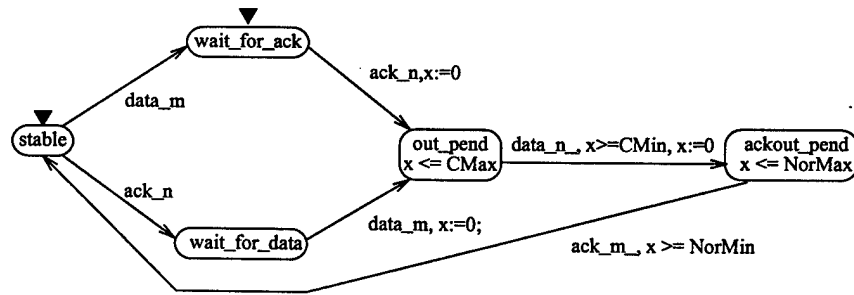 wait_for_ack
ack_n,x:=0
data_m
stable
out_pend
x <= CMax
data_n_, x>=CMin, x:=0
ackout_pend
x <= NorMax
ack_n
wait_for_data
data_m, x:=0;
ack_m_, x >= NorMin